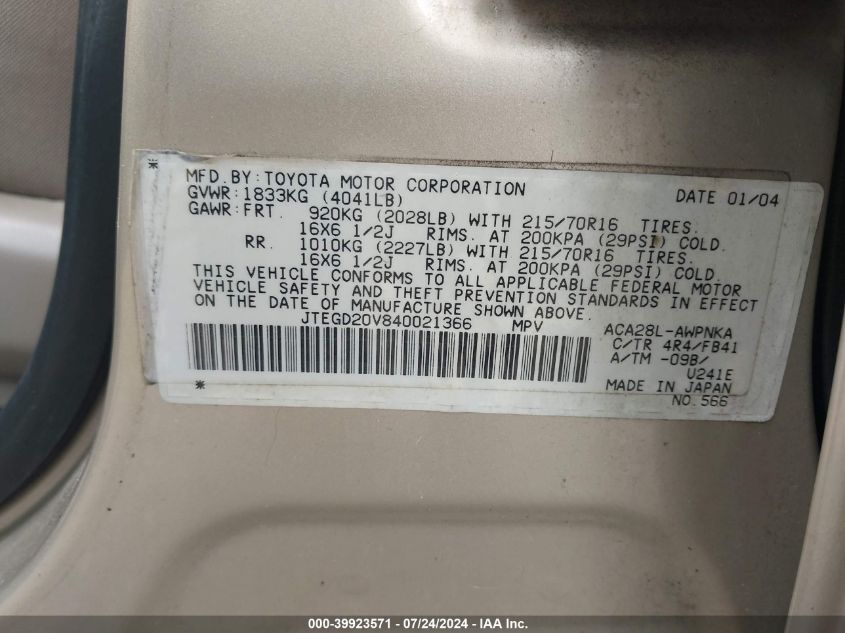 MFD.BY:TOYOTA MOTOR CORPORATION DATE 01/04
GVWR:1833KG (4041LB)
GAWR:FRT. 920KG (2028LB) WITH 215/70R16 TIRES.
16X6 1/2J RIMS. AT 200KPA (29PSI) COLD.
RR. 1010KG (2227LB) WITH 215/70R16 TIRES.
16X6 1/2J RIMS. AT 200KPA (29PSI) COLD.
THIS VEHICLE CONFORMS TO ALL APPLICABLE FEDERAL MOTOR
VEHICLE SAFETY AND THEFT PREVENTION STANDARDS IN EFFECT
ON THE DATE OF MANUFACTURE SHOWN ABOVE.
JTEGD20V840021366 MPV ACA28L-AWPNKA
C/TR 4R4/FB41
A/TM -09B/
U241E
MADE IN JAPAN
NO.566
000-39923571 - 07/24/2024 - IAA Inc.